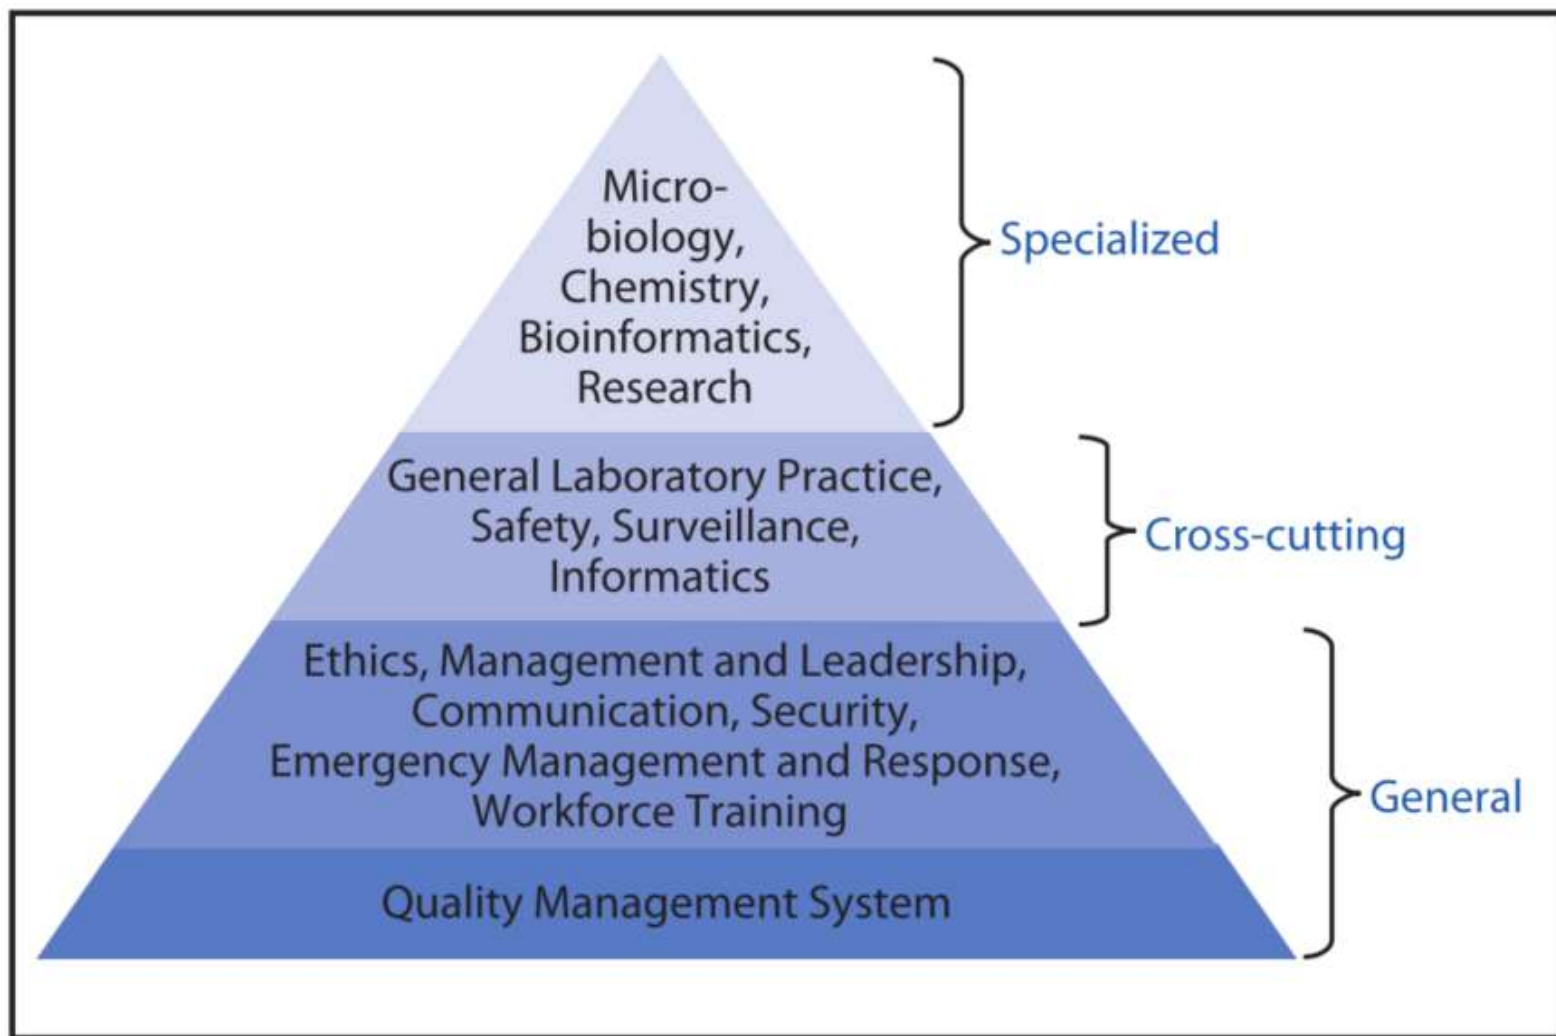 Micro-
biology,
Chemistry,
Bioinformatics,
Research
Specialized
General Laboratory Practice,
Safety, Surveillance,
Informatics
Cross-cutting
Ethics, Management and Leadership,
Communication, Security,
Emergency Management and Response,
Workforce Training
Quality Management System
General